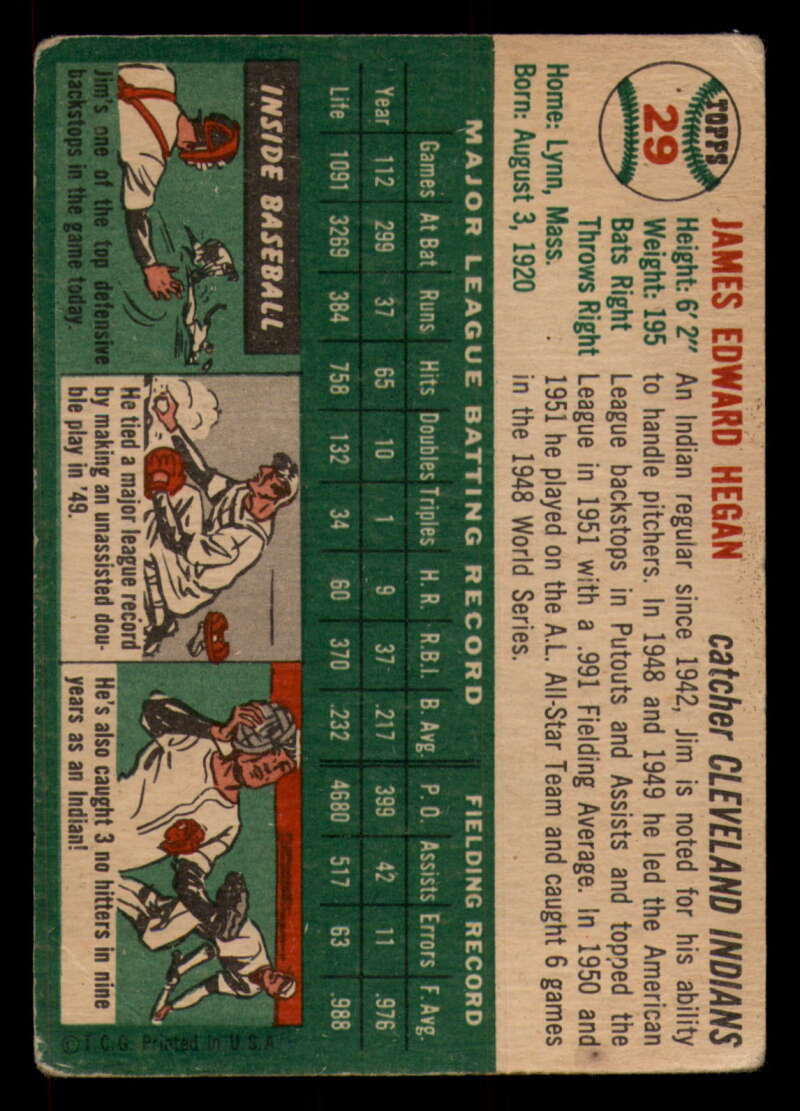 TOPPS
29
JAMES EDWARD HEGAN
catcher CLEVELAND INDIANS
Height: 6' 2"
Weight: 195
Bats Right
Throws Right
Home: Lynn, Mass.
Born: August 3, 1920
An Indian regular since 1942, Jim is noted for his ability
to handle pitchers. In 1948 and 1949 he led the American
League backstops in Putouts and Assists and topped the
League in 1951 with a .991 Fielding Average. In 1950 and
1951 he played on the A.L. All-Star Team and caught 6 games
in the 1948 World Series.
MAJOR LEAGUE BATTING RECORD FIELDING RECORD
Games At Bat Runs Hits Doubles Triples H. R. R.B.I. B Avg. P. O. Assists Errors F. Avg.
Year 112 299 37 65 10 1 9 37 .217 399 42 11 .976
Life 1091 3269 384 758 132 34 60 370 .232 4680 517 63 .988
INSIDE BASEBALL
Jim's one of the top defensive
backstops in the game today.
He tied a major league record
by making an unassisted dou-
ble play in '49.
He's also caught 3 no hitters in nine
years as an Indian!
© T. C. G. Printed In U S A